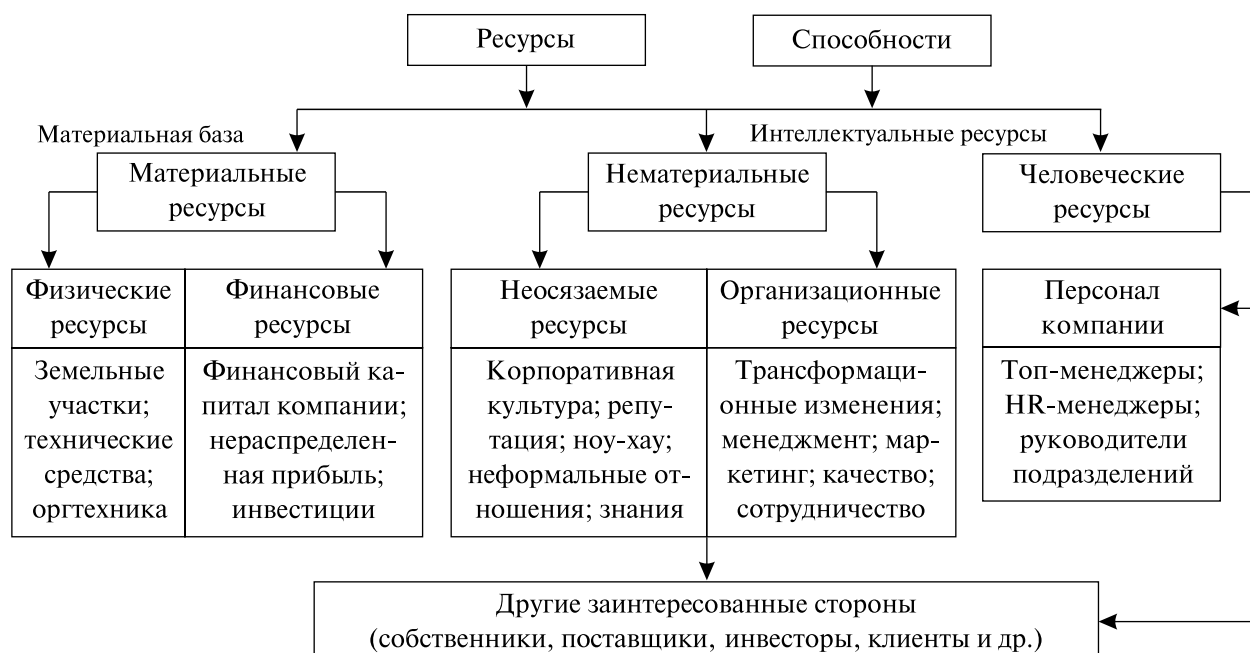 Ресурсы
Способности
Материальная база
Интеллектуальные ресурсы
Материальные
ресурсы
Нематериальные
ресурсы
Человеческие
ресурсы
Физические
ресурсы
Финансовые
ресурсы
Неосязаемые
ресурсы
Организационные
ресурсы
Персонал
компании
Земельные
участки;
технические
средства;
оргтехника
Финансовый ка-
питал компании;
нераспределен-
ная прибыль;
инвестиции
Корпоративная
культура; репу-
тация; ноу-хау;
неформальные от-
ношения; знания
Трансформаци-
онные изменения;
менеджмент; мар-
кетинг; качество;
сотрудничество
Топ-менеджеры;
HR-менеджеры;
руководители
подразделений
Другие заинтересованные стороны
(собственники, поставщики, инвесторы, клиенты и др.)